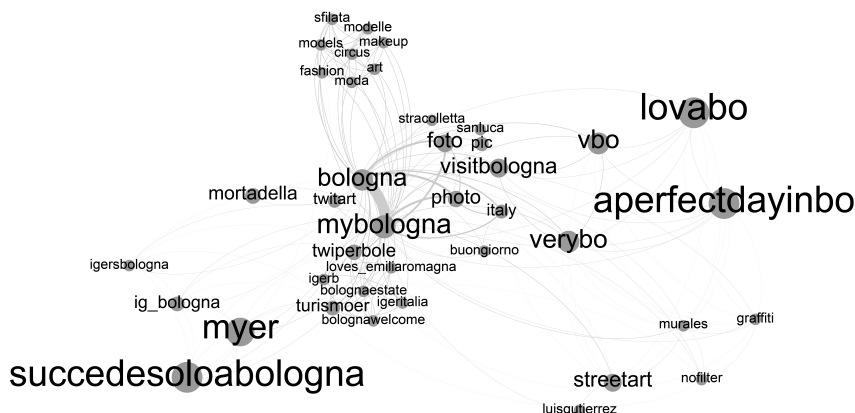 sfilata
modelle
models
makeup
circus
fashion
art
moda
lovabo
stracolletta
sanluca
foto
pic
vbo
visitbologna
bologna
mortadella
twitart
photo
aperfectdayinbo
italy
mybologna
verybo
twiperbole
buongiorno
igersbologna
loves_emiliaromagna
igerb
bolognaestate
ig_bologna
turismoer
igeritalia
bolognawelcome
murales
graffiti
myer
succedesoloabologna
streetart
nofilter
luisgutierrez